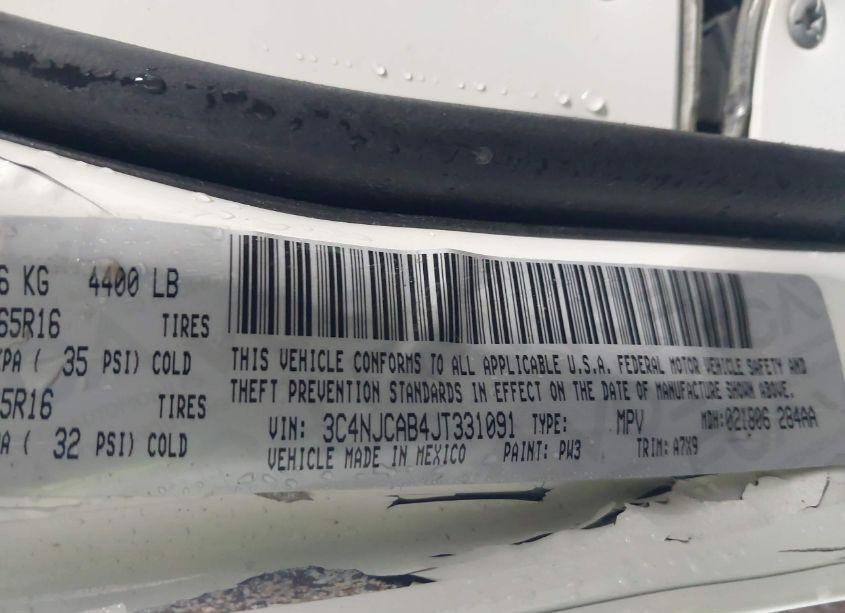 6 KG 4400 LB
65R16 TIRES
KPA ( 35 PSI) COLD
5R16 TIRES
A ( 32 PSI) COLD
THIS VEHICLE CONFORMS TO ALL APPLICABLE U.S.A. FEDERAL MOTOR VEHICLE SAFETY AND
THEFT PREVENTION STANDARDS IN EFFECT ON THE DATE OF MANUFACTURE SHOWN ABOVE.
VIN: 3C4NJCAB4JT331091 TYPE: MPV MDH:021806 284AA
VEHICLE MADE IN MEXICO PAINT: PW3 TRIM: A7X9